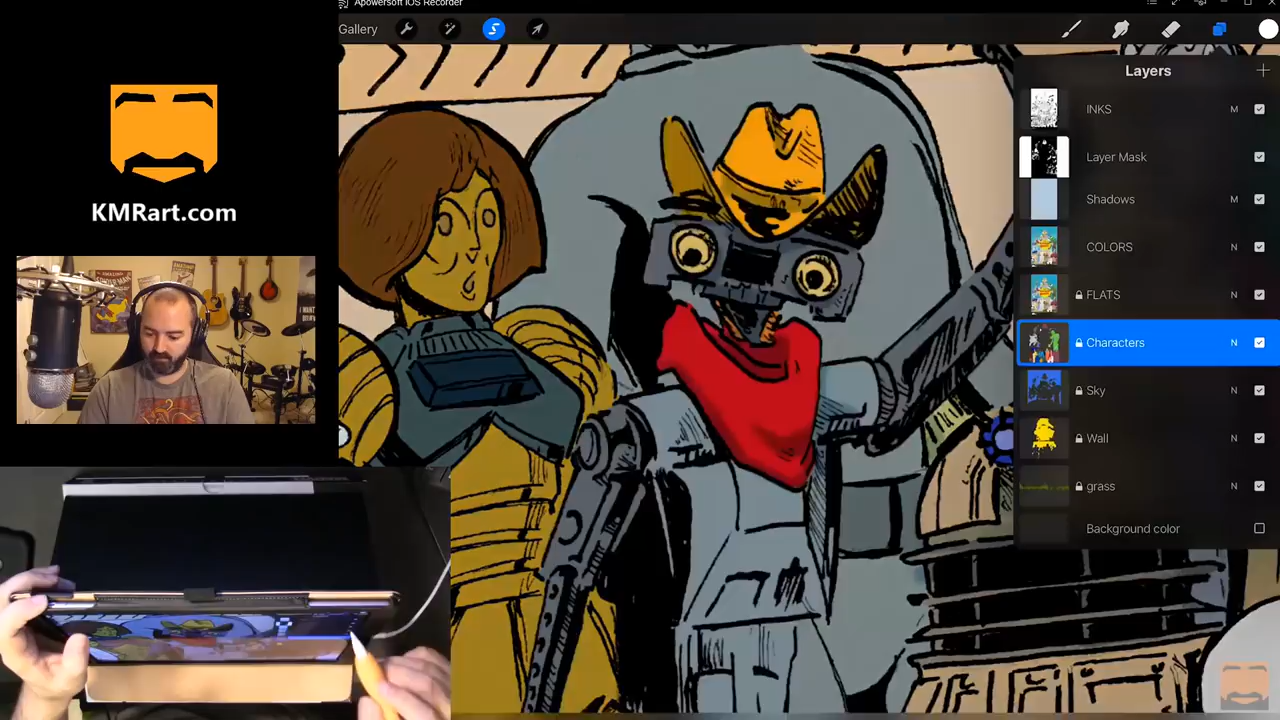 Apowersoft iOS Recorder
Gallery
Layers
INKS M
Layer Mask
Shadows M
COLORS N
FLATS N
Characters N
Sky N
Wall N
grass N
Background color
KMRart.com
AMAZING